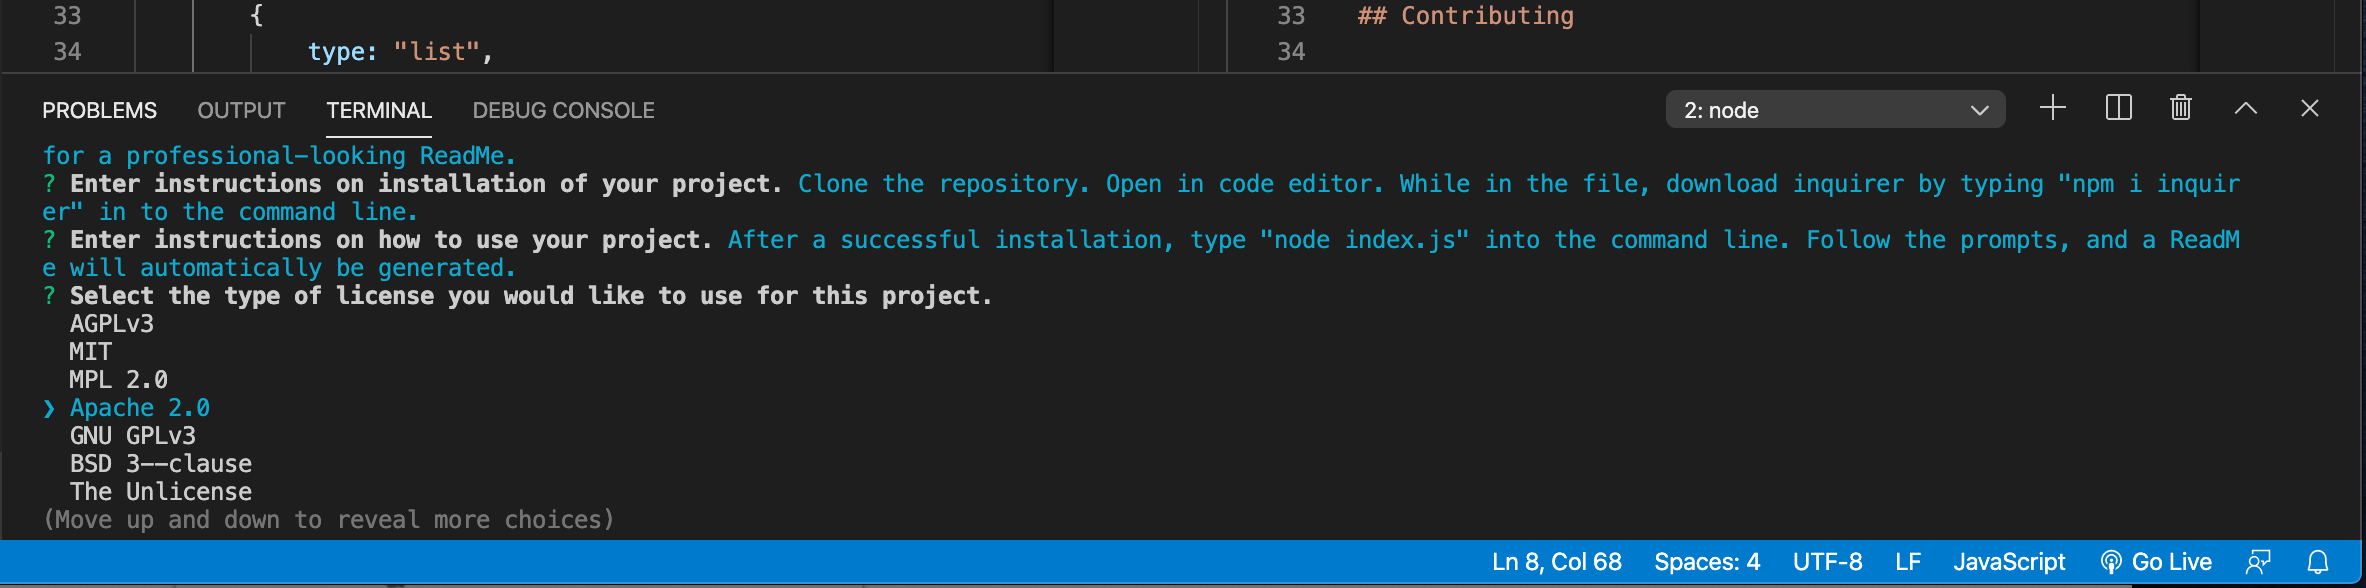 33 {
34 type: "list",
33 ## Contributing
34
PROBLEMS OUTPUT TERMINAL DEBUG CONSOLE 2: node
for a professional-looking ReadMe.
? Enter instructions on installation of your project. Clone the repository. Open in code editor. While in the file, download inquirer by typing "npm i inquir
er" in to the command line.
? Enter instructions on how to use your project. After a successful installation, type "node index.js" into the command line. Follow the prompts, and a ReadM
e will automatically be generated.
? Select the type of license you would like to use for this project.
AGPLv3
MIT
MPL 2.0
❯ Apache 2.0
GNU GPLv3
BSD 3--clause
The Unlicense
(Move up and down to reveal more choices)
Ln 8, Col 68 Spaces: 4 UTF-8 LF JavaScript Go Live